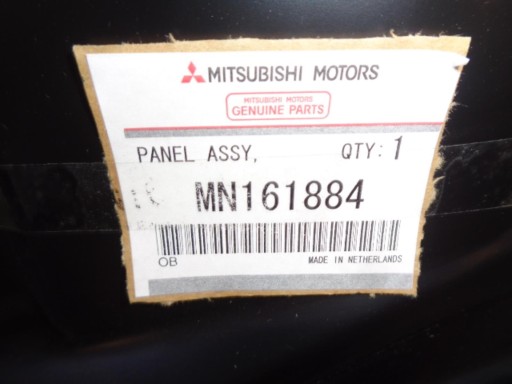 MITSUBISHI MOTORS
MITSUBISHI MOTORS
GENUINE PARTS
PANEL ASSY, QTY: 1
MN161884
OB MADE IN NETHERLANDS